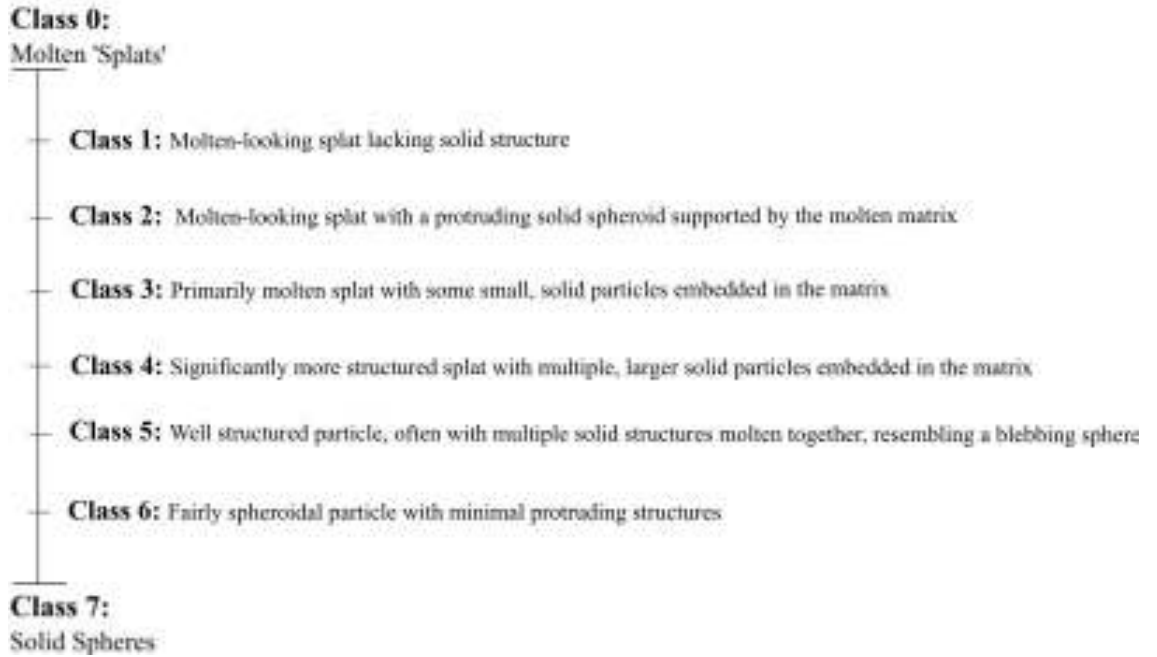 Class 0:
Molten 'Splats'
Class 1: Molten-looking splat lacking solid structure
Class 2: Molten-looking splat with a protruding solid spheroid supported by the molten matrix
Class 3: Primarily molten splat with some small, solid particles embedded in the matrix
Class 4: Significantly more structured splat with multiple, larger solid particles embedded in the matrix
Class 5: Well structured particle, often with multiple solid structures molten together, resembling a blebbing sphere
Class 6: Fairly spheroidal particle with minimal protruding structures
Class 7:
Solid Spheres